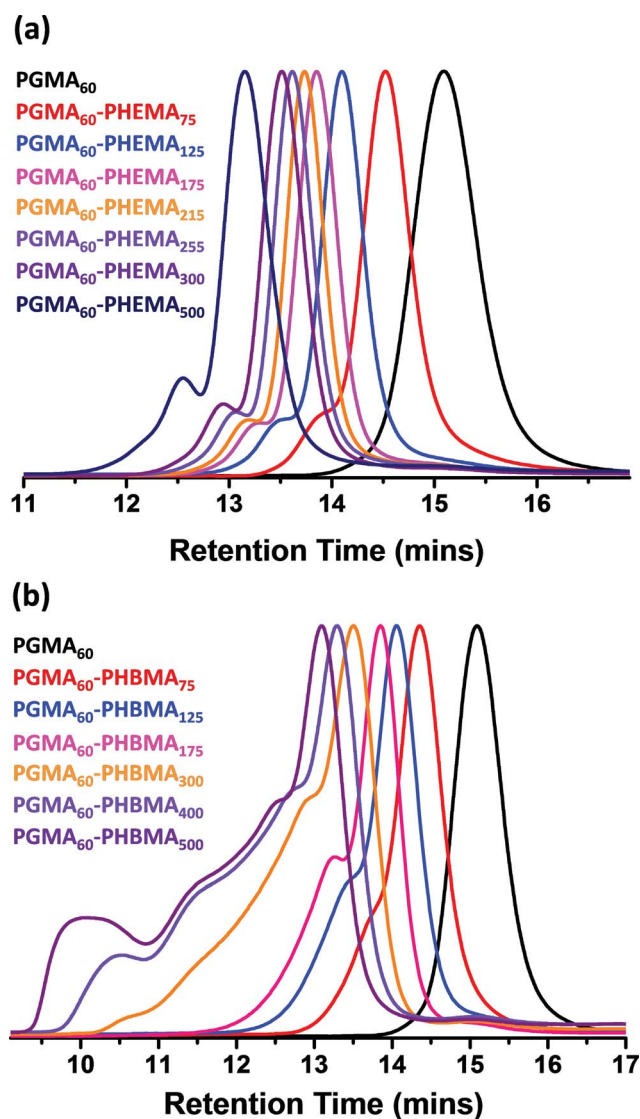 (a)
PGMA₆₀
PGMA₆₀-PHEMA₇₅
PGMA₆₀-PHEMA₁₂₅
PGMA₆₀-PHEMA₁₇₅
PGMA₆₀-PHEMA₂₁₅
PGMA₆₀-PHEMA₂₅₅
PGMA₆₀-PHEMA₃₀₀
PGMA₆₀-PHEMA₅₀₀
11 12 13 14 15 16
Retention Time (mins)
(b)
PGMA₆₀
PGMA₆₀-PHBMA₇₅
PGMA₆₀-PHBMA₁₂₅
PGMA₆₀-PHBMA₁₇₅
PGMA₆₀-PHBMA₃₀₀
PGMA₆₀-PHBMA₄₀₀
PGMA₆₀-PHBMA₅₀₀
10 11 12 13 14 15 16 17
Retention Time (mins)